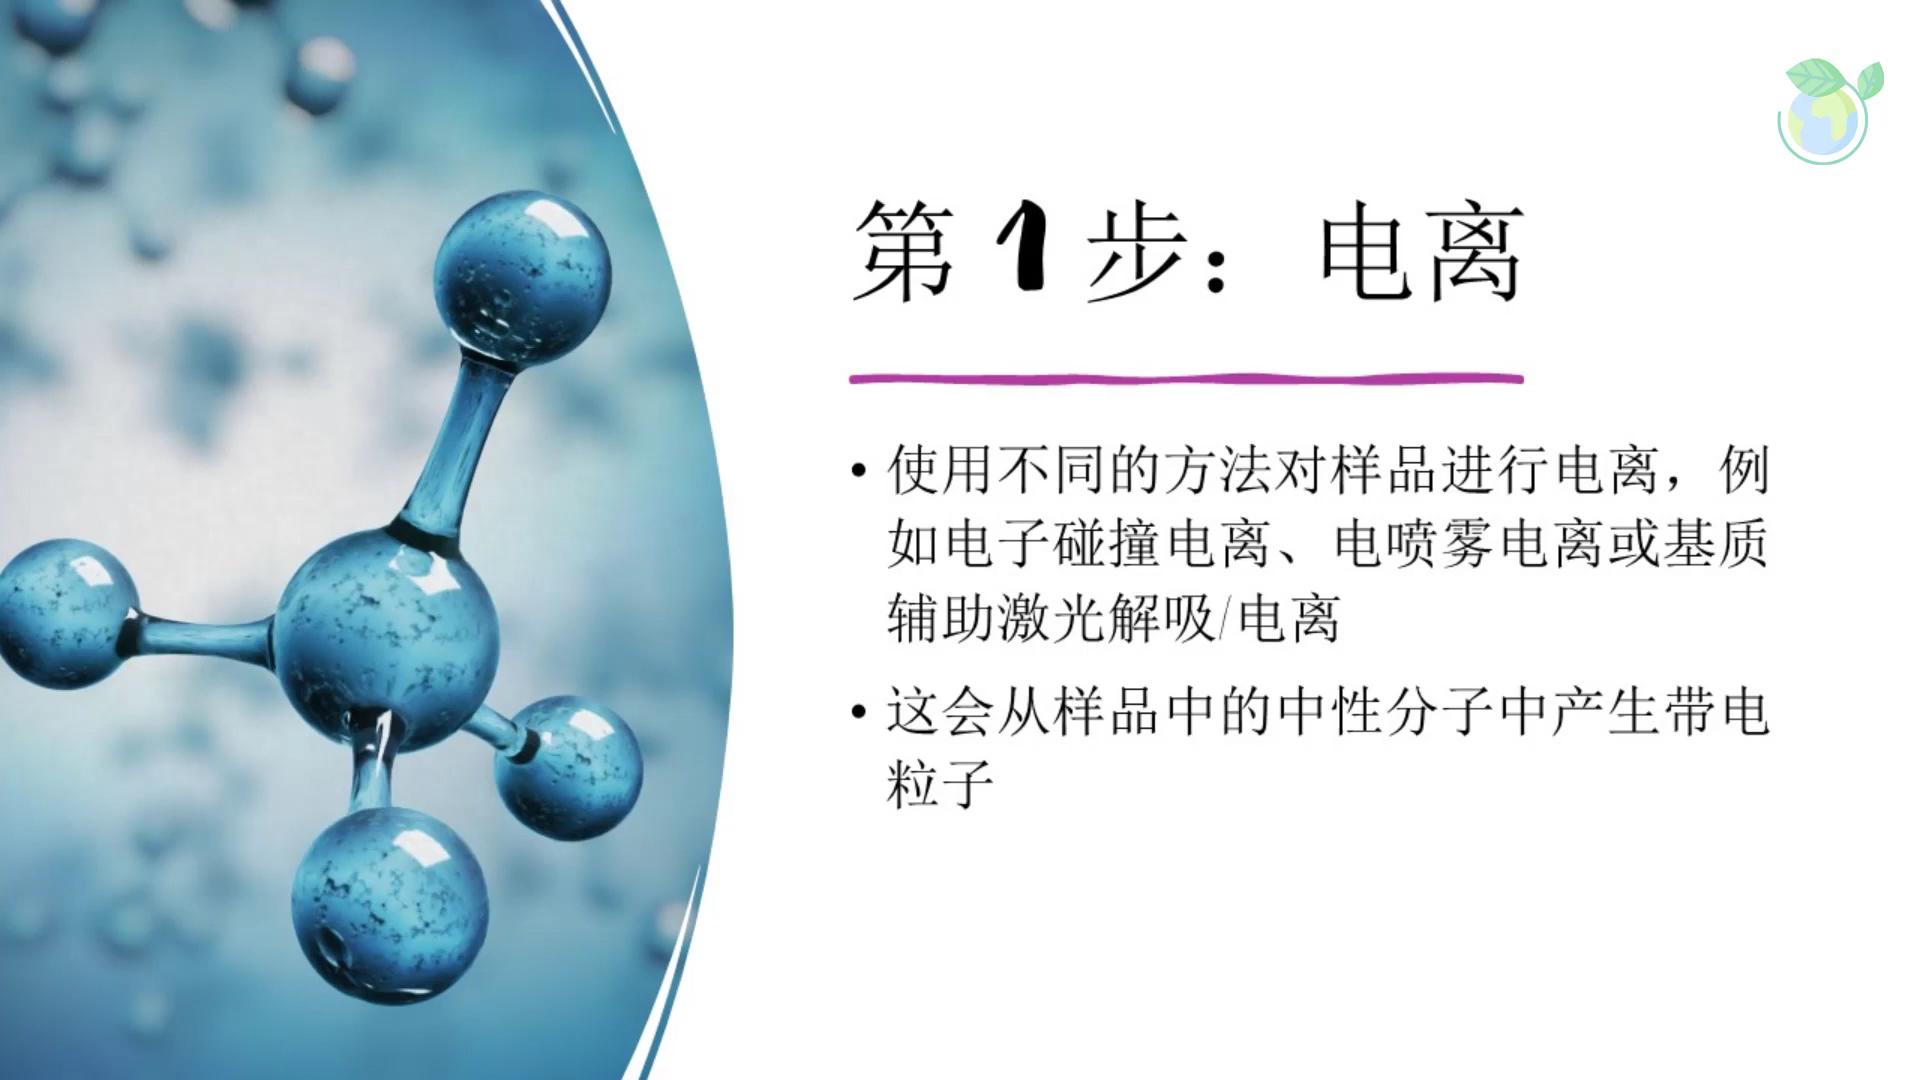 第 1 步：电离
• 使用不同的方法对样品进行电离，例
如电子碰撞电离、电喷雾电离或基质
辅助激光解吸/电离
• 这会从样品中的中性分子中产生带电
粒子